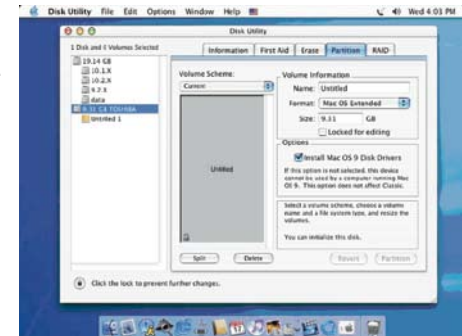 Disk Utility File Edit Options Window Help
Wed 4:03 PM
Disk Utility
1 Disk and 0 Volumes Selected
Information First Aid Erase Partition RAID
19.14 GB
10.1.X
10.2.X
9.2.X
data
9.31 GB TOSHIBA
Untitled 1
Volume Scheme:
Current
Untitled
Split Delete
Volume Information
Name: Untitled
Format: Mac OS Extended
Size: 9.31 GB
Locked for editing
Options
Install Mac OS 9 Disk Drivers
If this option is not selected, this device
cannot be used by a computer running Mac
OS 9. This option does not affect Classic.
Select a volume scheme, choose a volume
name and a file system type, and resize the
volumes.
You can initialize this disk.
Revert Partition
Click the lock to prevent further changes.